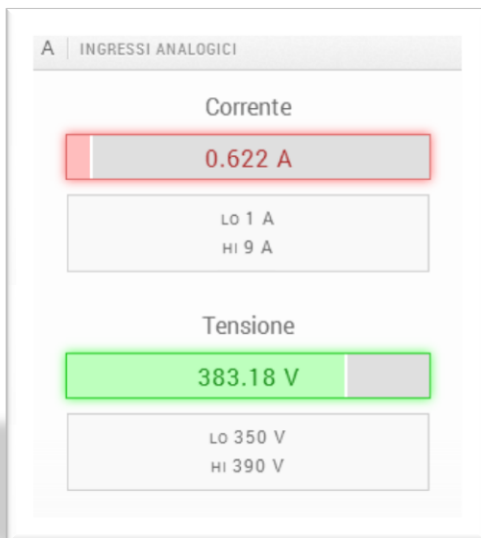 A | INGRESSI ANALOGICI
Corrente
0.622 A
LO 1 A
HI 9 A
Tensione
383.18 V
LO 350 V
HI 390 V